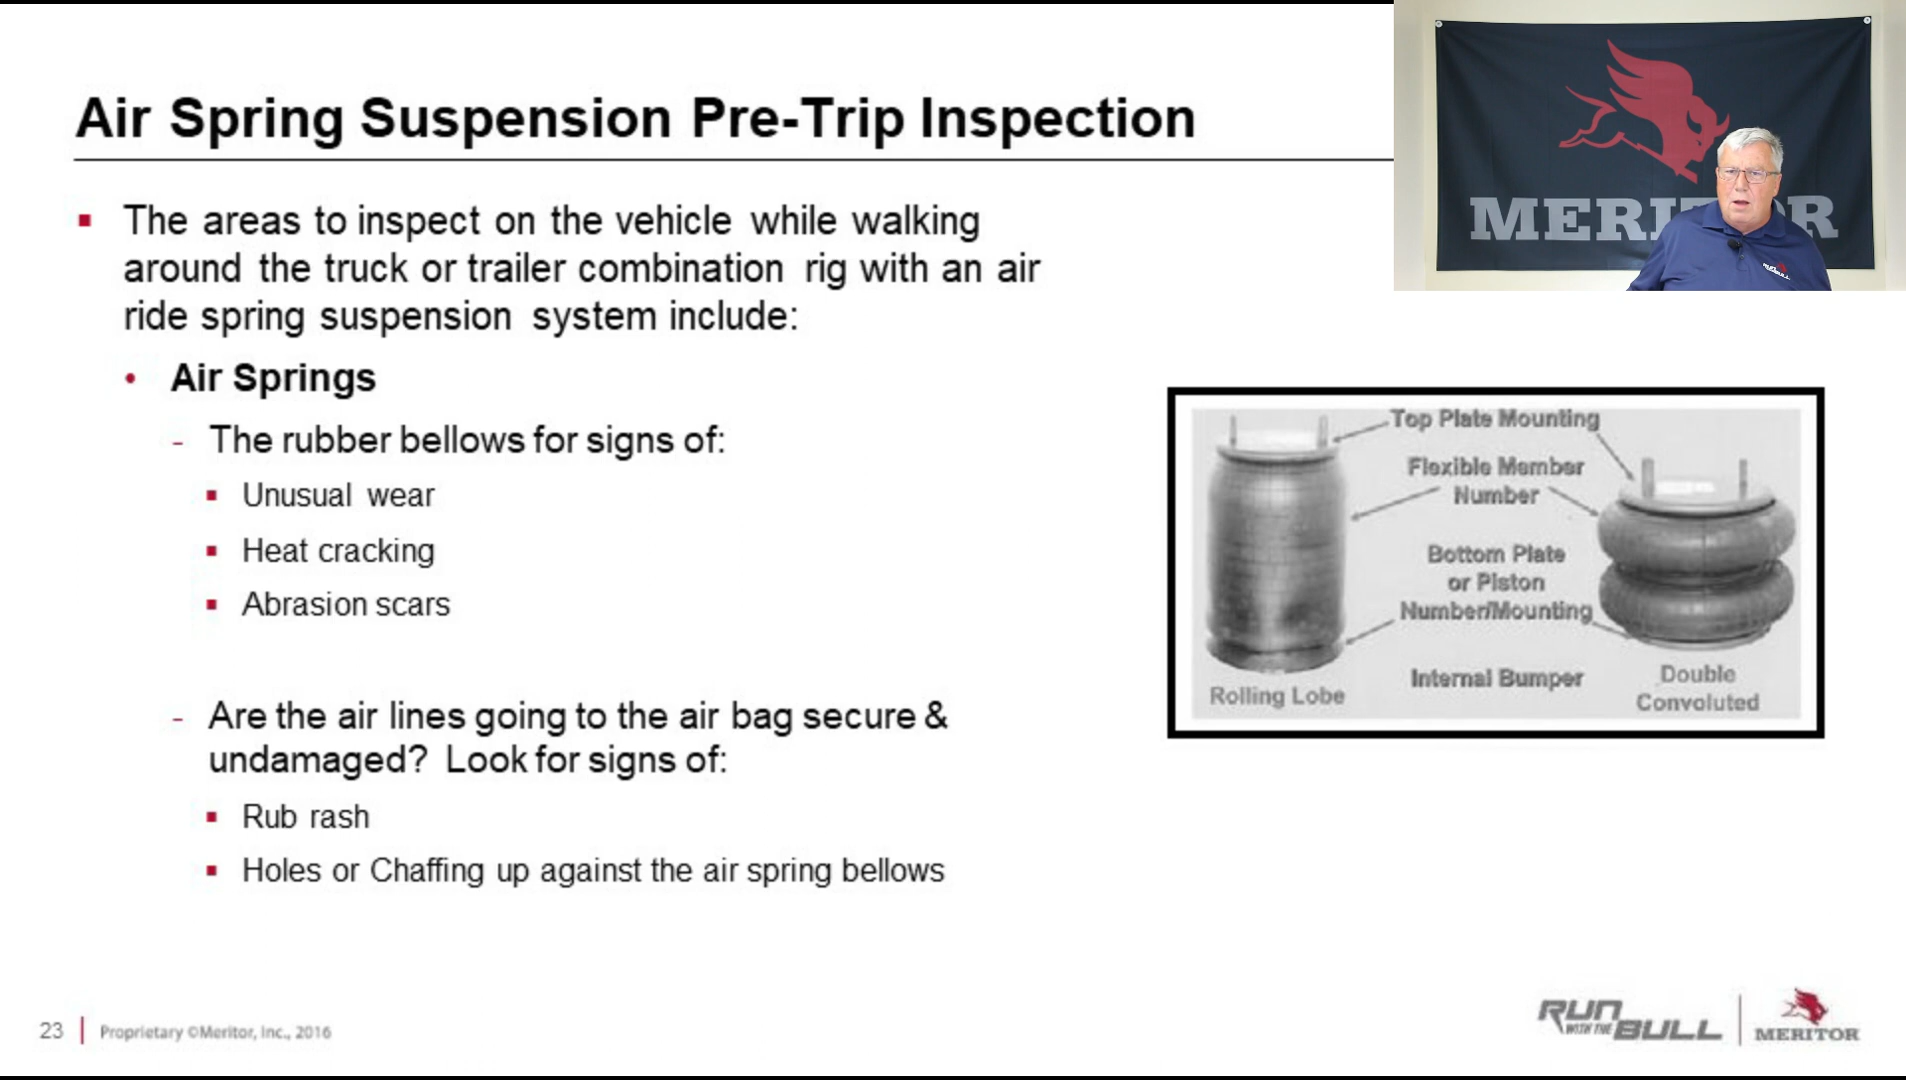 Air Spring Suspension Pre-Trip Inspection
The areas to inspect on the vehicle while walking
around the truck or trailer combination rig with an air
ride spring suspension system include:
Air Springs
- The rubber bellows for signs of:
Unusual wear
Heat cracking
Abrasion scars
- Are the air lines going to the air bag secure &
undamaged? Look for signs of:
Rub rash
Holes or Chaffing up against the air spring bellows
MERITOR
RUN BULL
Top Plate Mounting
Flexible Member
Number
Bottom Plate
or Piston
Number/Mounting
Internal Bumper
Rolling Lobe
Double
Convoluted
23
Proprietary ©Meritor, Inc., 2016
RUN
WITH THE BULL
MERITOR